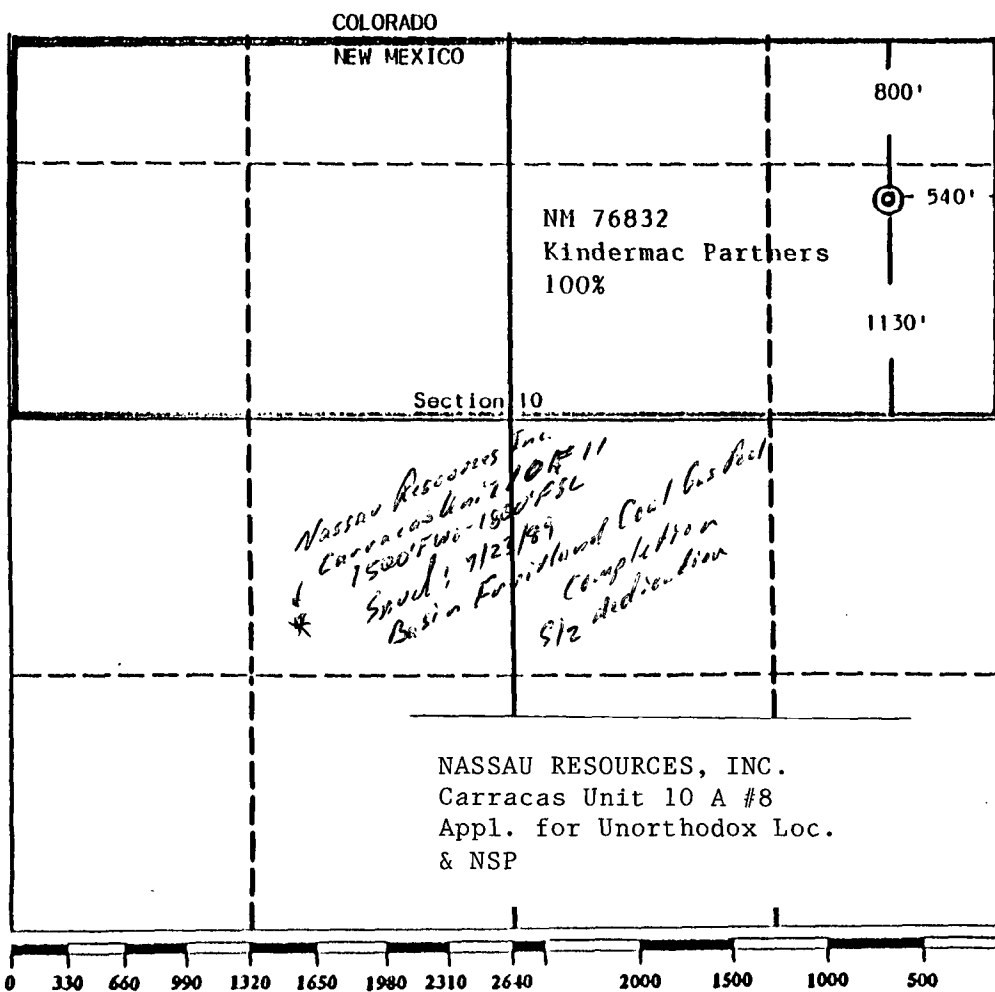 COLORADO
NEW MEXICO
800'
540'
NM 76832
Kindermac Partners
100%
1130'
Section 10
Nassau Resources Inc.
Carracas Unit 10 A # 11
1500' FWL - 1800' FSL
Spud: 9/23/89
Basin Fruitland Coal Gas Pool
Completion
S/2 dedication
NASSAU RESOURCES, INC.
Carracas Unit 10 A #8
Appl. for Unorthodox Loc.
& NSP
0 330 660 990 1320 1650 1980 2310 2640 2000 1500 1000 500